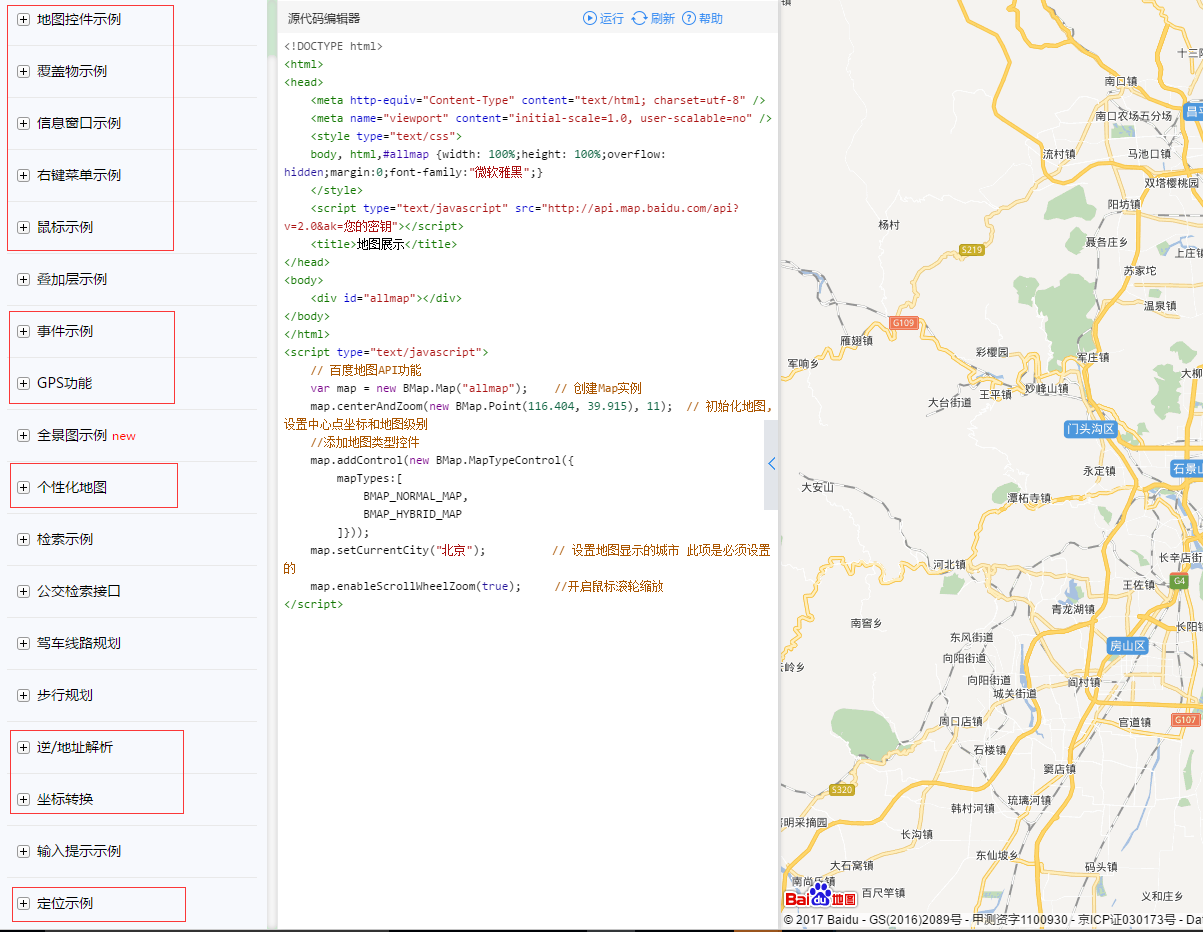 地图控件示例
覆盖物示例
信息窗口示例
右键菜单示例
鼠标示例
叠加层示例
事件示例
GPS功能
全景图示例 new
个性化地图
检索示例
公交检索接口
驾车线路规划
步行规划
逆/地址解析
坐标转换
输入提示示例
定位示例
源代码编辑器 运行 刷新 帮助
<!DOCTYPE html>
<html>
<head>
<meta http-equiv="Content-Type" content="text/html; charset=utf-8" />
<meta name="viewport" content="initial-scale=1.0, user-scalable=no" />
<style type="text/css">
body, html,#allmap {width: 100%;height: 100%;overflow:
hidden;margin:0;font-family:"微软雅黑";}
</style>
<script type="text/javascript" src="http://api.map.baidu.com/api?
v=2.0&ak=您的密钥"></script>
<title>地图展示</title>
</head>
<body>
<div id="allmap"></div>
</body>
</html>
<script type="text/javascript">
// 百度地图API功能
var map = new BMap.Map("allmap"); // 创建Map实例
map.centerAndZoom(new BMap.Point(116.404, 39.915), 11); // 初始化地图,
设置中心点坐标和地图级别
//添加地图类型控件
map.addControl(new BMap.MapTypeControl({
mapTypes:[
BMAP_NORMAL_MAP,
BMAP_HYBRID_MAP
]}));
map.setCurrentCity("北京"); // 设置地图显示的城市 此项是必须设置
的
map.enableScrollWheelZoom(true); //开启鼠标滚轮缩放
</script>
镇
十三陵
南口镇
南口农场五分场
昌平
流村镇
马池口镇
双塔樱桃园
阳坊镇
杨村
聂各庄乡
S219
上庄镇
苏家坨
温泉镇
G109
雁翅镇
彩樱园
军庄镇
军响乡
大柳
妙峰山镇
王平镇
大台街道
门头沟区
石景山
永定镇
大安山
潭柘寺镇
长辛店街
河北镇
G4
王佐镇
青龙湖镇
南窖乡
长阳镇
东风街道
房山区
向阳街道
岭乡
向阳街道
阎村镇
城关街道
周口店镇
官道镇
G107
石楼镇
窦店镇
S320
琉璃河镇
韩村河镇
明采摘园
长沟镇
东仙坡乡
大石窝镇
码头镇
南尚乐镇
百尺竿镇
义和庄乡
Bai du 地图
© 2017 Baidu - GS(2016)2089号 - 甲测资字1100930 - 京ICP证030173号 - Da